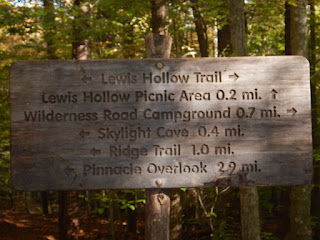 ← Lewis Hollow Trail →
Lewis Hollow Picnic Area 0.2 mi. ↑
Wilderness Road Campground 0.7 mi. →
← Skylight Cave 0.4 mi.
← Ridge Trail 1.0 mi.
← Pinnacle Overlook 2.9 mi.